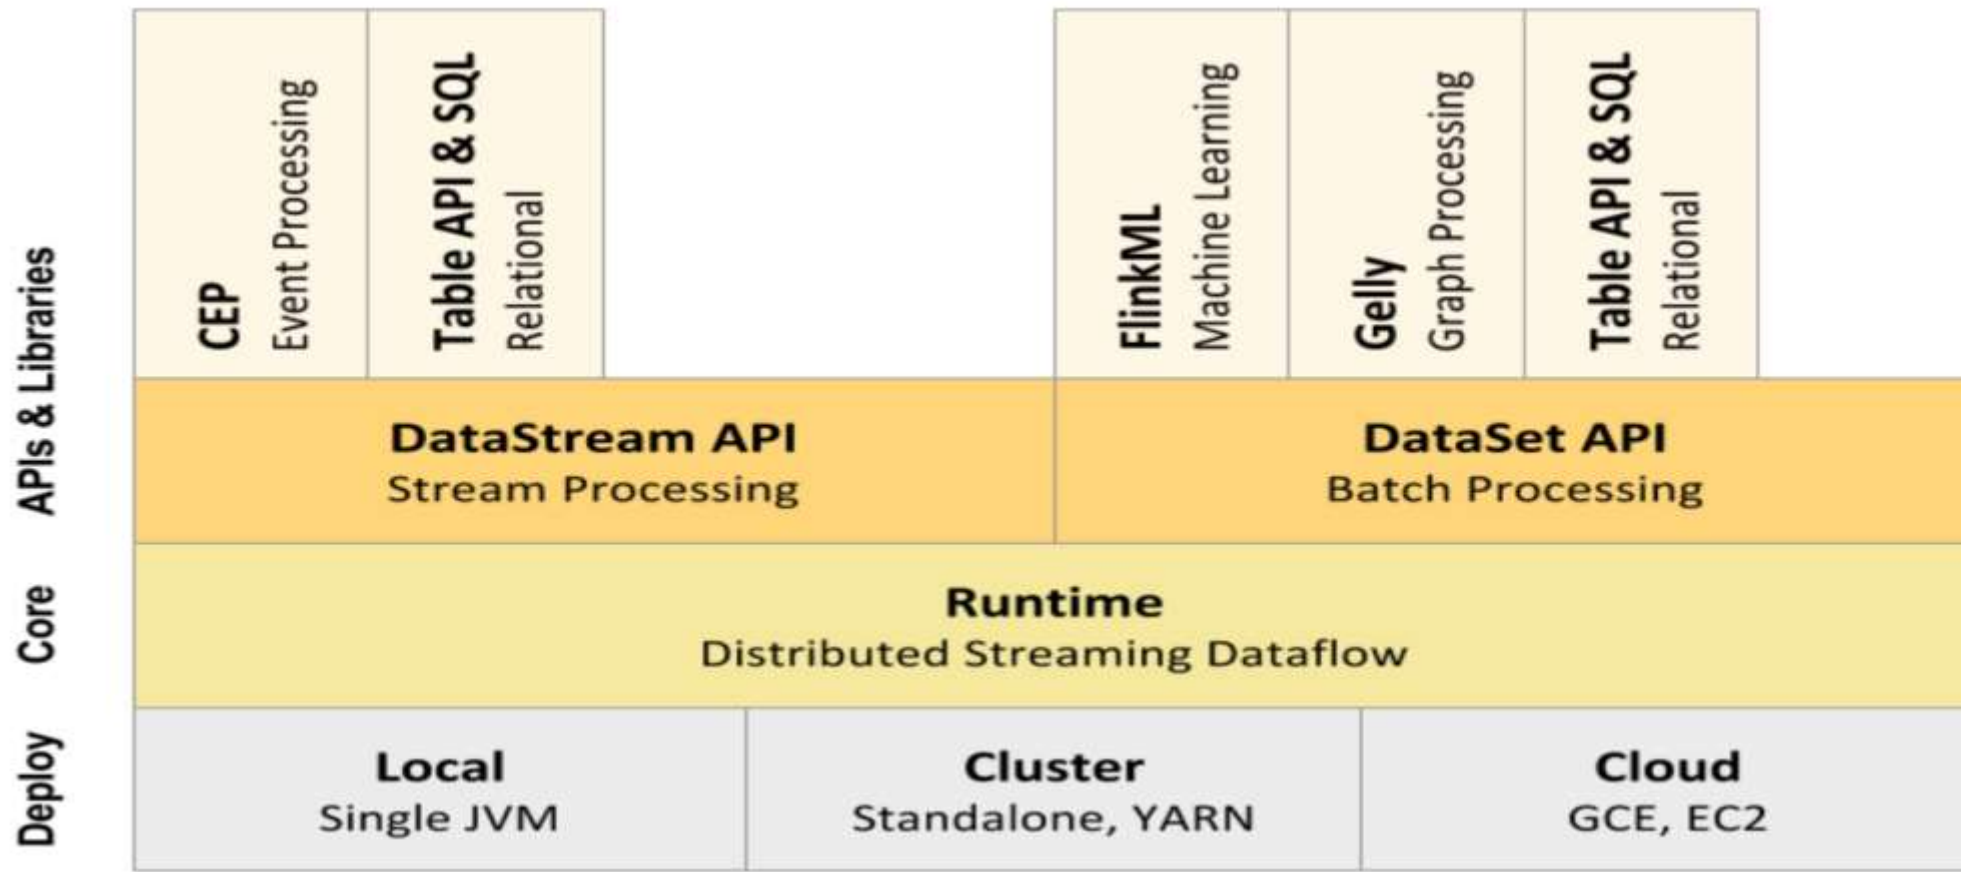 CEP
Event Processing
Table API & SQL
Relational
FlinkML
Machine Learning
Gelly
Graph Processing
Table API & SQL
Relational
APIs & Libraries
DataStream API
Stream Processing
DataSet API
Batch Processing
Core
Runtime
Distributed Streaming Dataflow
Deploy
Local
Single JVM
Cluster
Standalone, YARN
Cloud
GCE, EC2